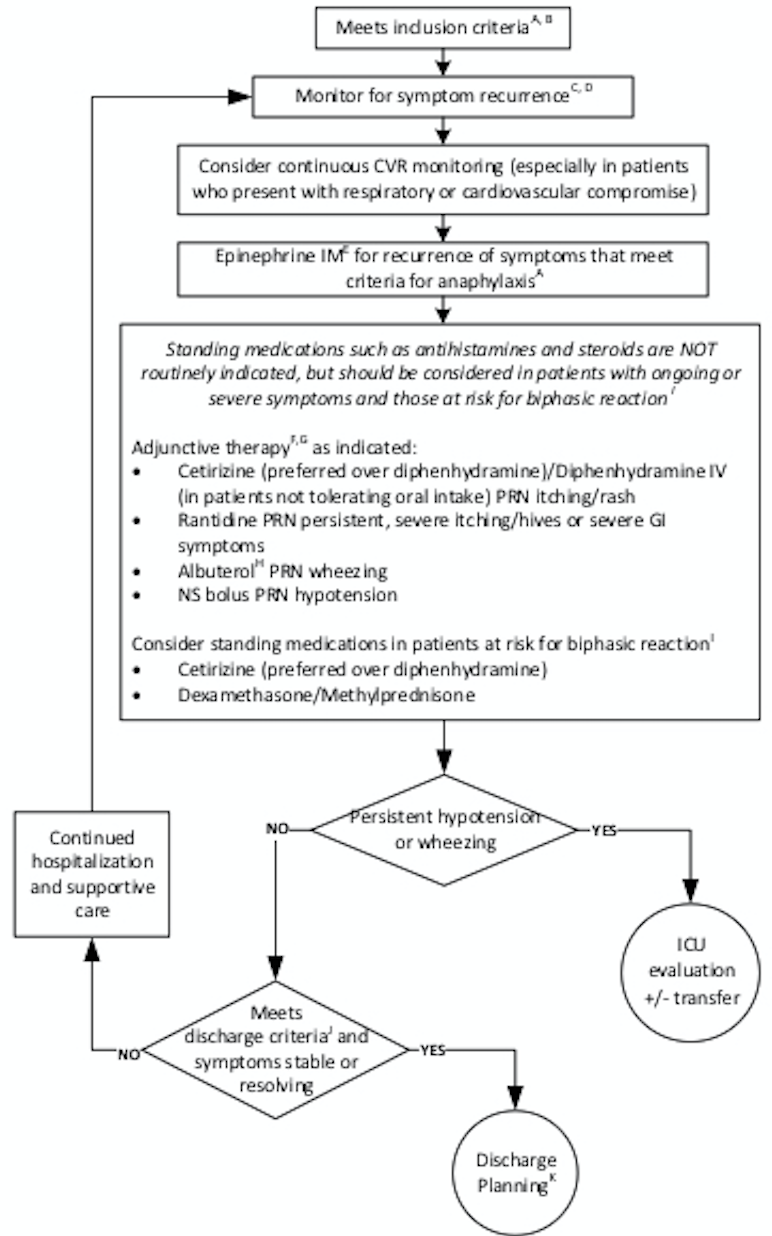 Meets inclusion criteria^A, B
Monitor for symptom recurrence^C, D
Consider continuous CVR monitoring (especially in patients
who present with respiratory or cardiovascular compromise)
Epinephrine IM^E for recurrence of symptoms that meet
criteria for anaphylaxis^A
Standing medications such as antihistamines and steroids are NOT
routinely indicated, but should be considered in patients with ongoing or
severe symptoms and those at risk for biphasic reaction^I
Adjunctive therapy^F,G as indicated:
• Cetirizine (preferred over diphenhydramine)/Diphenhydramine IV
(in patients not tolerating oral intake) PRN itching/rash
• Rantidine PRN persistent, severe itching/hives or severe GI
symptoms
• Albuterol^H PRN wheezing
• NS bolus PRN hypotension
Consider standing medications in patients at risk for biphasic reaction^I
• Cetirizine (preferred over diphenhydramine)
• Dexamethasone/Methylprednisone
Persistent hypotension
or wheezing
NO
YES
Continued
hospitalization
and supportive
care
ICU
evaluation
+/- transfer
Meets
discharge criteria^J and
symptoms stable or
resolving
NO
YES
Discharge
Planning^K